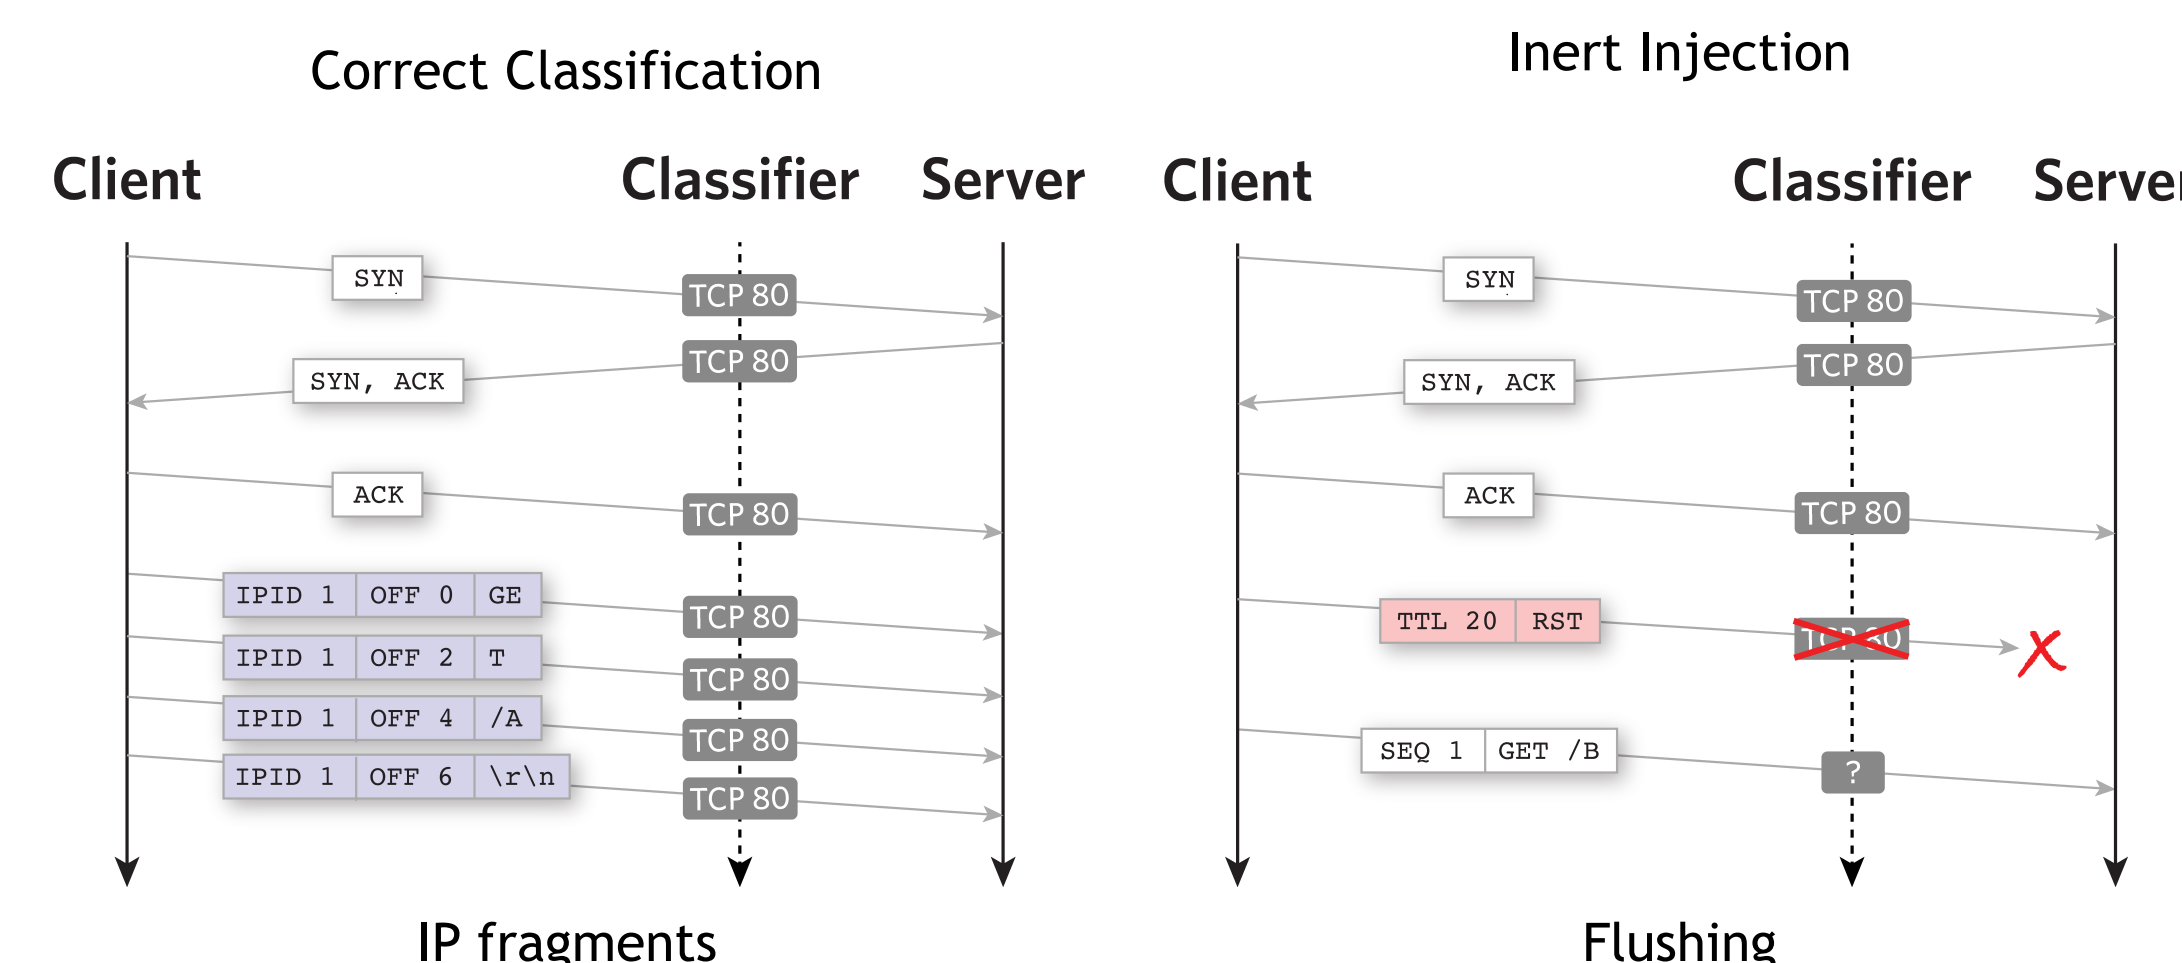 Correct Classification
Client Classifier Server
SYN
TCP 80
TCP 80
SYN, ACK
ACK
TCP 80
IPID 1 OFF 0 GE
TCP 80
IPID 1 OFF 2 T
TCP 80
IPID 1 OFF 4 /A
TCP 80
IPID 1 OFF 6 \r\n
TCP 80
IP fragments
Inert Injection
Client Classifier Server
SYN
TCP 80
TCP 80
SYN, ACK
ACK
TCP 80
TTL 20 RST
TCP 80
X
SEQ 1 GET /B
?
Flushing